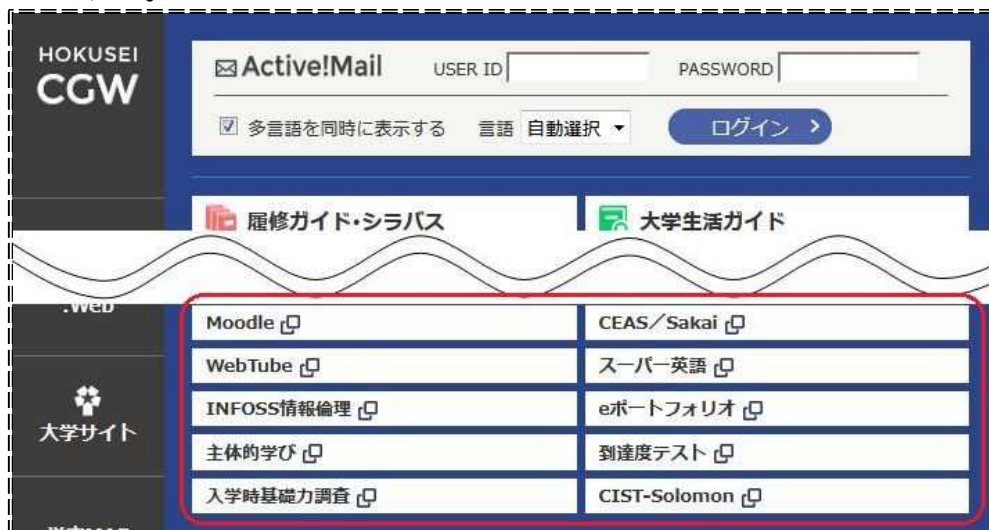 HOKUSEI
CGW
Active!Mail USER ID PASSWORD
多言語を同時に表示する 言語 自動選択 ログイン
履修ガイド・シラバス 大学生活ガイド
.Web
Moodle CEAS/Sakai
WebTube スーパー英語
INFOSS情報倫理 eポートフォリオ
大学サイト
主体的学び 到達度テスト
入学時基礎力調査 CIST-Solomon